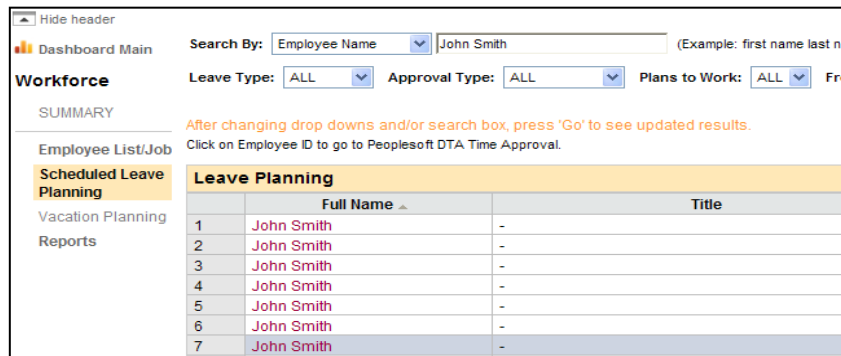 Hide header
Dashboard Main
Workforce
SUMMARY
Employee List/Job
Scheduled Leave
Planning
Vacation Planning
Reports
Search By: Employee Name John Smith (Example: first name last n
Leave Type: ALL Approval Type: ALL Plans to Work: ALL Fr
After changing drop downs and/or search box, press 'Go' to see updated results.
Click on Employee ID to go to Peoplesoft DTA Time Approval.
Leave Planning
Full Name Title
1 John Smith -
2 John Smith -
3 John Smith -
4 John Smith -
5 John Smith -
6 John Smith -
7 John Smith -